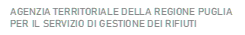 AGENZIA TERRITORIALE DELLA REGIONE PUGLIA
PER IL SERVIZIO DI GESTIONE DEI RIFIUTI